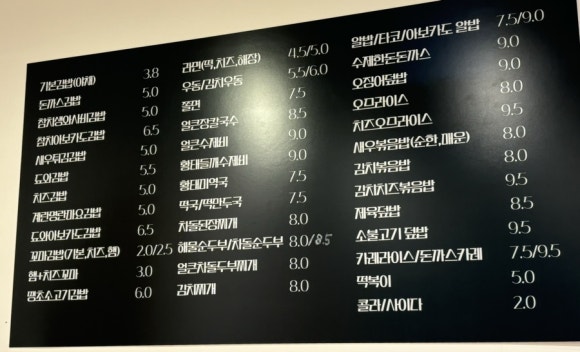 기본김밥(야채) 3.8
돈까스김밥 5.0
참치생와사비김밥 5.0
참치아보카도김밥 6.5
새우튀김김밥 5.0
묵은김밥 5.5
치즈김밥 5.0
계란명란마요김밥 5.0
묵은아보카도김밥 6.5
꼬마김밥(기본,치즈,햄) 2.0/2.5
햄+치즈꼬마 3.0
땡초소고기김밥 6.0
라면(떡,치즈,해장) 4.5/5.0
우동/김치우동 5.5/6.0
쫄면 7.5
얼큰장칼국수 8.5
얼큰수제비 9.0
황태들깨수제비 9.0
황태미역국 7.5
떡국/떡만두국 7.5
차돌된장찌개 8.0
해물순두부/차돌순두부 8.0/8.5
얼큰차돌두부찌개 8.0
김치찌개 8.0
알밥/타코/아보카도 알밥 7.5/9.0
수제한돈돈까스 9.0
오징어덮밥 9.0
오므라이스 8.0
치즈오므라이스 9.5
새우볶음밥(순한,매운) 8.0
김치볶음밥 8.0
김치치즈볶음밥 9.5
제육덮밥 8.5
소불고기 덮밥 9.5
카레라이스/돈까스카레 7.5/9.5
떡볶이 5.0
콜라/사이다 2.0